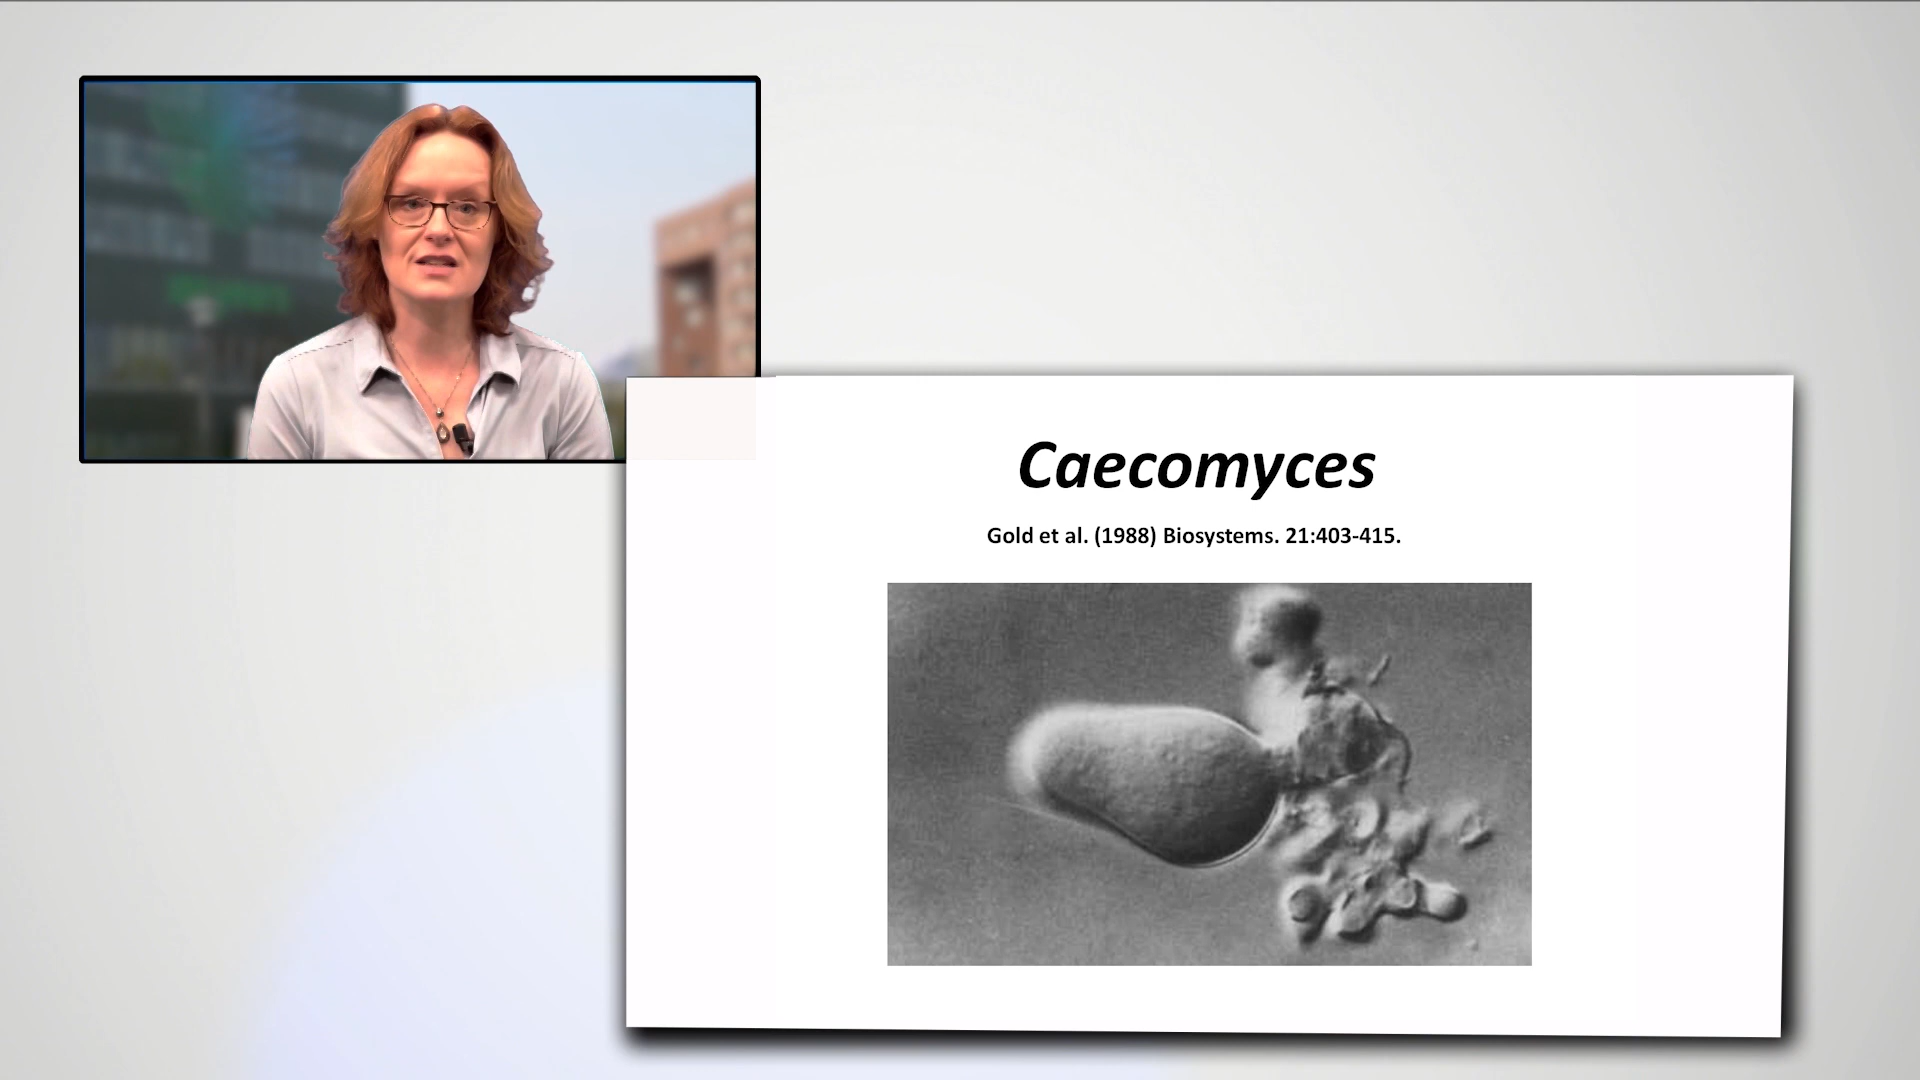 Caecomyces
Gold et al. (1988) Biosystems. 21:403-415.